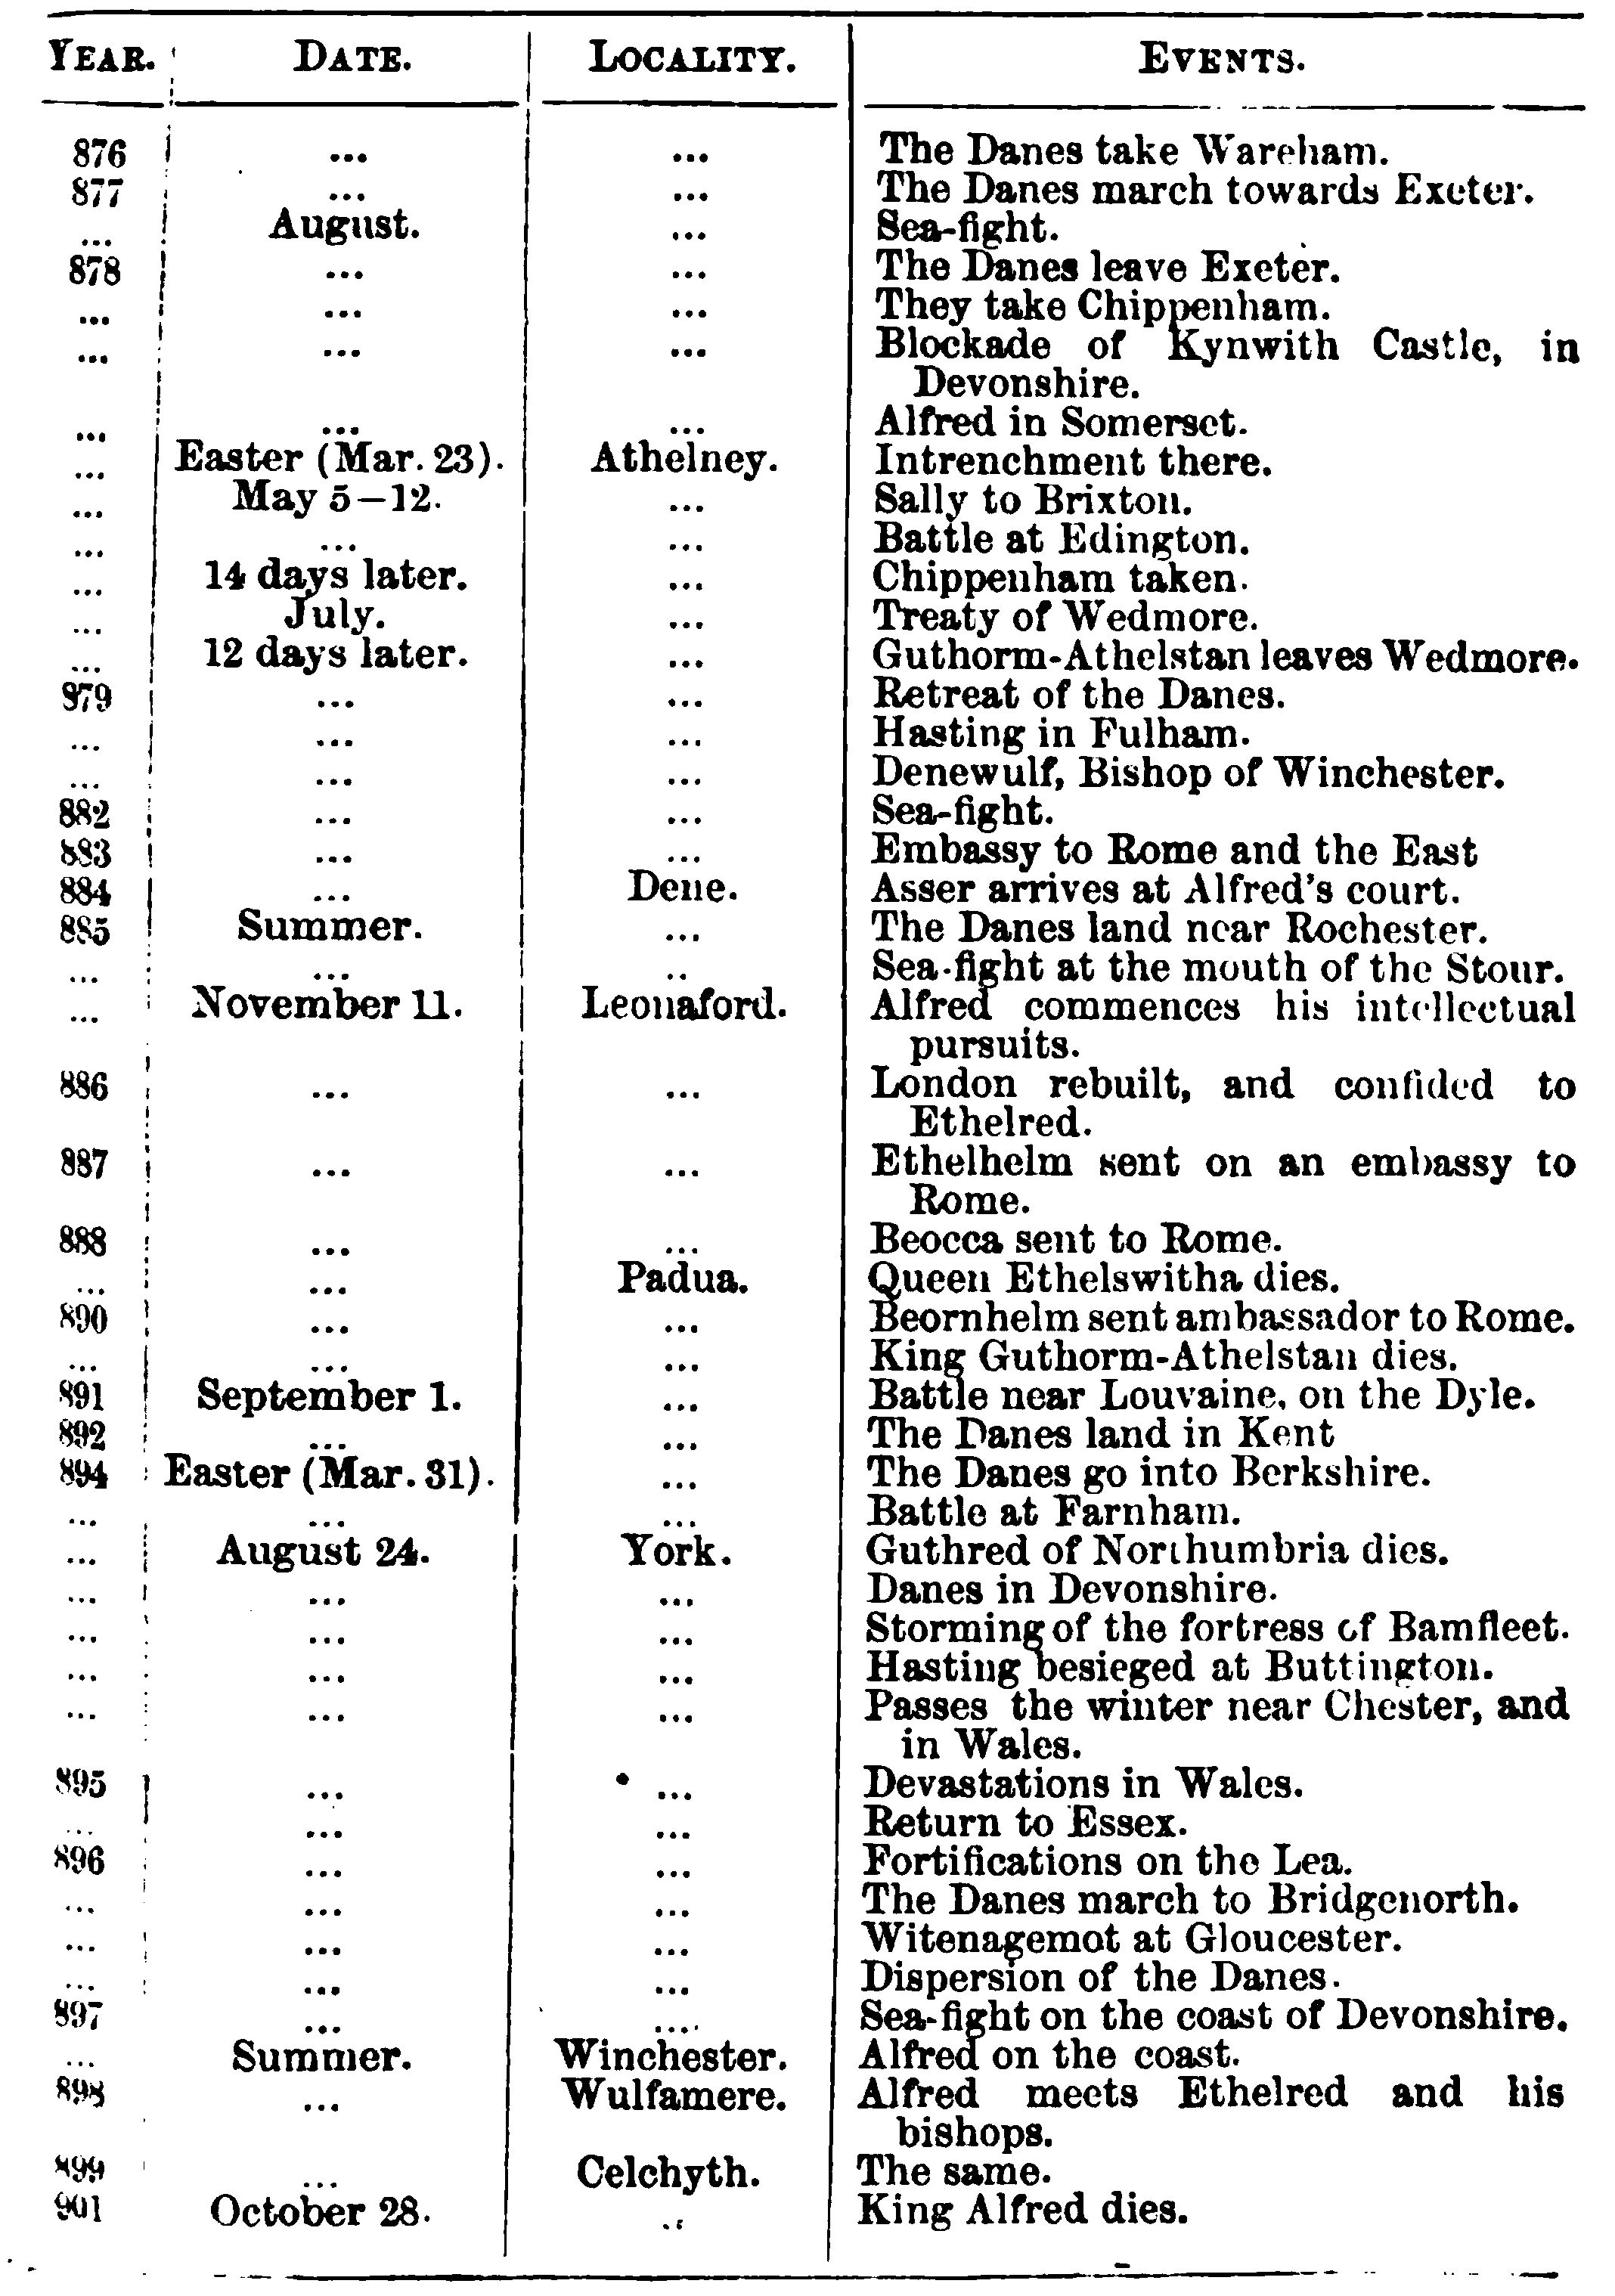 YEAR. DATE. LOCALITY. EVENTS.
876 ... ... The Danes take Wareham.
877 ... ... The Danes march towards Exeter.
... August. ... Sea-fight.
878 ... ... The Danes leave Exeter.
... ... ... They take Chippenham.
... ... ... Blockade of Kynwith Castle, in
Devonshire.
... ... ... Alfred in Somerset.
... Easter (Mar. 23). Athelney. Intrenchment there.
... May 5–12. ... Sally to Brixton.
... ... ... Battle at Edington.
... 14 days later. ... Chippenham taken.
... July. ... Treaty of Wedmore.
... 12 days later. ... Guthorm-Athelstan leaves Wedmore.
879 ... ... Retreat of the Danes.
... ... ... Hasting in Fulham.
... ... ... Denewulf, Bishop of Winchester.
882 ... ... Sea-fight.
883 ... ... Embassy to Rome and the East
884 ... Dene. Asser arrives at Alfred's court.
885 Summer. ... The Danes land near Rochester.
... ... .. Sea-fight at the mouth of the Stour.
... November 11. Leonaford. Alfred commences his intellectual
pursuits.
886 ... ... London rebuilt, and confided to
Ethelred.
887 ... ... Ethelhelm sent on an embassy to
Rome.
888 ... ... Beocca sent to Rome.
... ... Padua. Queen Ethelswitha dies.
890 ... ... Beornhelm sent ambassador to Rome.
... ... ... King Guthorm-Athelstan dies.
891 September 1. ... Battle near Louvaine, on the Dyle.
892 ... ... The Danes land in Kent
894 Easter (Mar. 31). ... The Danes go into Berkshire.
... ... ... Battle at Farnham.
... August 24. York. Guthred of Northumbria dies.
... ... ... Danes in Devonshire.
... ... ... Storming of the fortress of Bamfleet.
... ... ... Hasting besieged at Buttington.
... ... ... Passes the winter near Chester, and
in Wales.
895 ... ... Devastations in Wales.
... ... ... Return to Essex.
896 ... ... Fortifications on the Lea.
... ... ... The Danes march to Bridgenorth.
... ... ... Witenagemot at Gloucester.
... ... ... Dispersion of the Danes.
897 ... ... Sea-fight on the coast of Devonshire.
... Summer. Winchester. Alfred on the coast.
898 ... Wulfamere. Alfred meets Ethelred and his
bishops.
899 ... Celchyth. The same.
901 October 28. .. King Alfred dies.